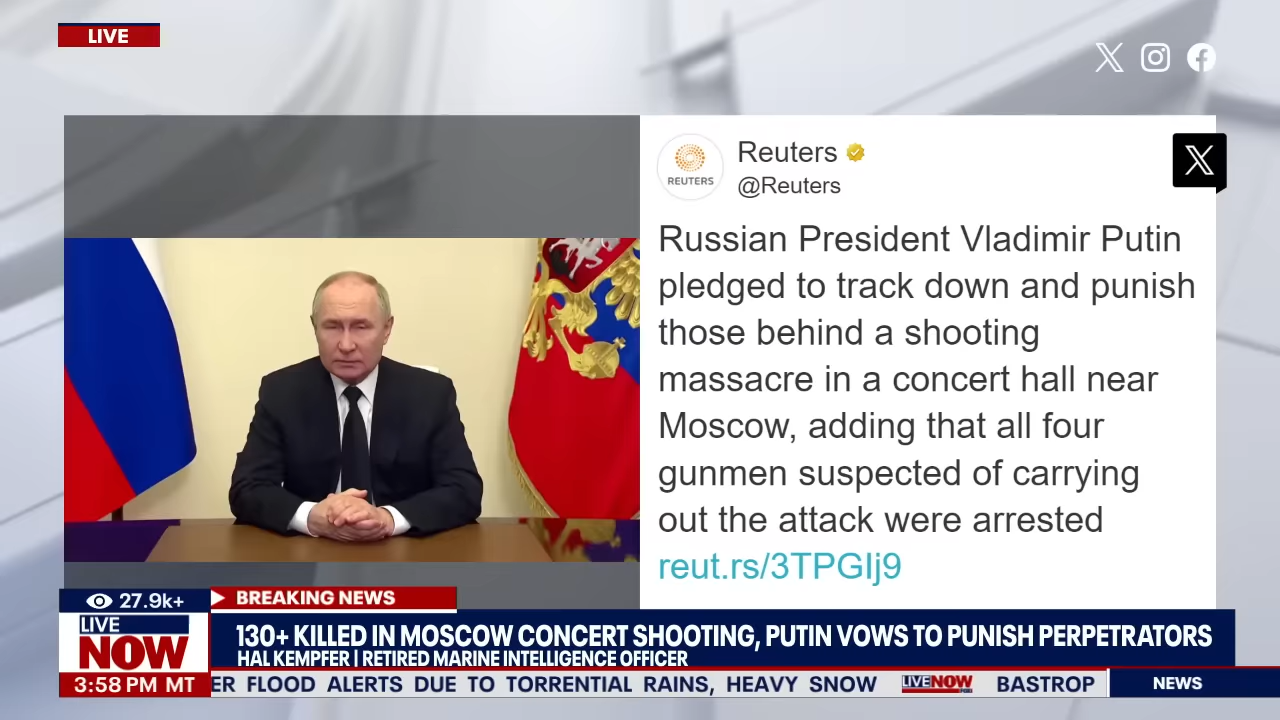 LIVE
Reuters
@Reuters
REUTERS
Russian President Vladimir Putin
pledged to track down and punish
those behind a shooting
massacre in a concert hall near
Moscow, adding that all four
gunmen suspected of carrying
out the attack were arrested
reut.rs/3TPGIj9
27.9k+
BREAKING NEWS
LIVE
NOW
130+ KILLED IN MOSCOW CONCERT SHOOTING, PUTIN VOWS TO PUNISH PERPETRATORS
HAL KEMPFER | RETIRED MARINE INTELLIGENCE OFFICER
3:58 PM MT
ER FLOOD ALERTS DUE TO TORRENTIAL RAINS, HEAVY SNOW LIVENOW FOX BASTROP
NEWS